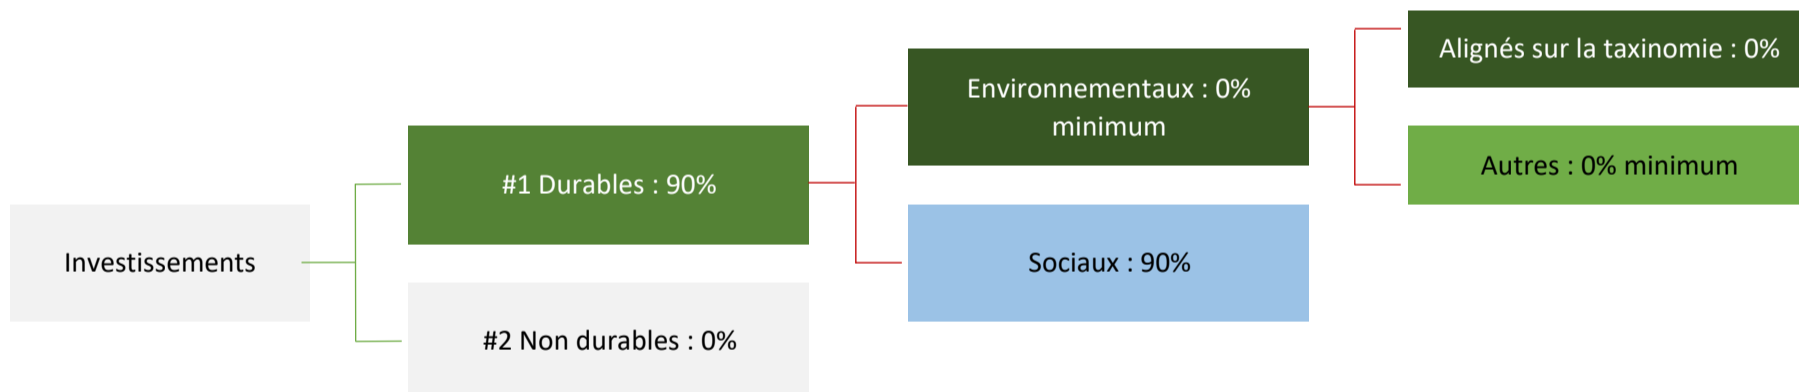 Investissements
#1 Durables : 90%
#2 Non durables : 0%
Environnementaux : 0%
minimum
Sociaux : 90%
Alignés sur la taxinomie : 0%
Autres : 0% minimum